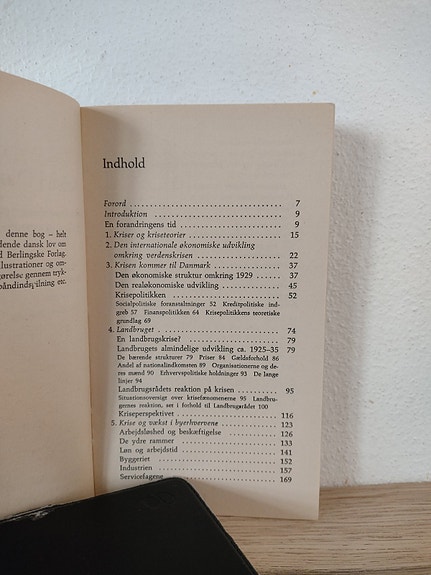 denne bog – helt
dende dansk lov om
d Berlingske Forlag.
llustrationer og om-
gørelse gennem tryk-
båndindspilning etc.
Indhold
Forord 7
Introduktion 9
En forandringens tid 9
1. Kriser og kriseteorier 15
2. Den internationale økonomiske udvikling
omkring verdenskrisen 22
3. Krisen kommer til Danmark 37
Den økonomiske struktur omkring 1929 37
Den realøkonomiske udvikling 45
Krisepolitikken 52
Socialpolitiske foranstaltninger 52 Kreditpolitiske ind-
greb 57 Finanspolitikken 64 Krisepolitikkens teoretiske
grundlag 69
4. Landbruget 74
En landbrugskrise? 79
Landbrugets almindelige udvikling ca. 1925–35 79
De bærende strukturer 79 Priser 84 Gældsforhold 86
Andel af nationalindkomsten 89 Organisationerne og de-
res mænd 90 Erhvervspolitiske holdninger 93 De lange
linjer 94
Landbrugsrådets reaktion på krisen 95
Situationsoversigt over krisefænomenerne 95 Landbru-
gernes reaktion, set i forhold til Landbrugsrådet 100
Kriseperspektivet 116
5. Krise og vækst i byerhvervene 123
Arbejdsløshed og beskæftigelse 126
De ydre rammer 133
Løn og arbejdstid 141
Byggeriet 152
Industrien 157
Servicefagene 169